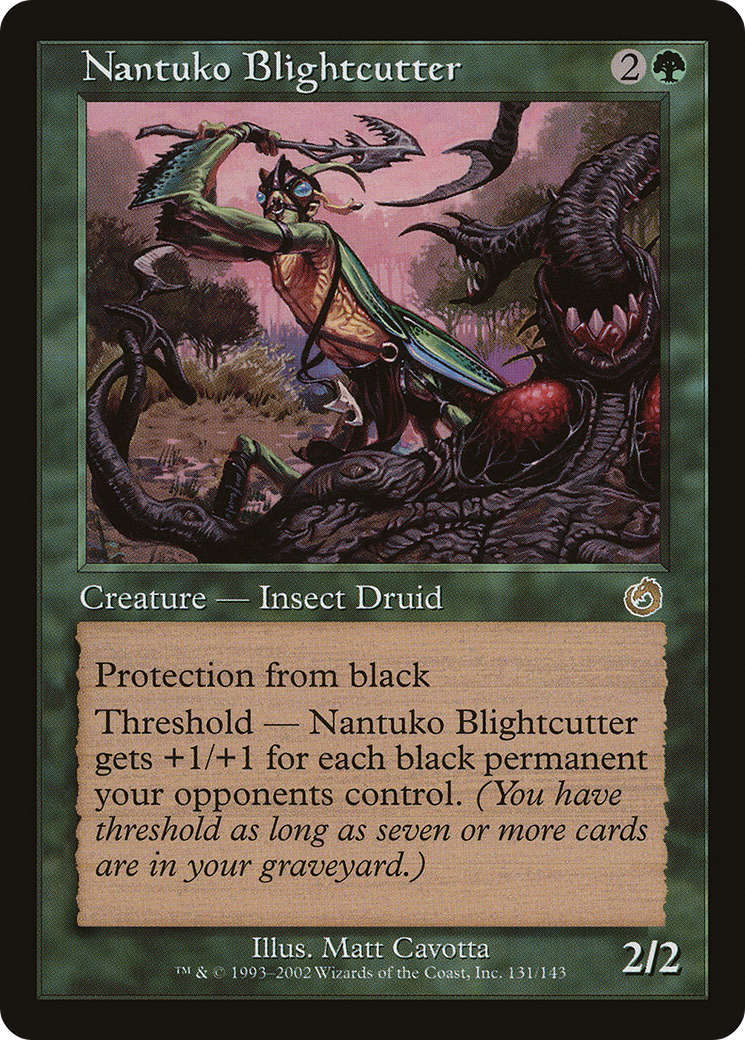 Nantuko Blightcutter 2
Creature — Insect Druid
Protection from black
Threshold — Nantuko Blightcutter
gets +1/+1 for each black permanent
your opponents control. (You have
threshold as long as seven or more cards
are in your graveyard.)
Illus. Matt Cavotta
™ & © 1993–2002 Wizards of the Coast, Inc. 131/143
2/2